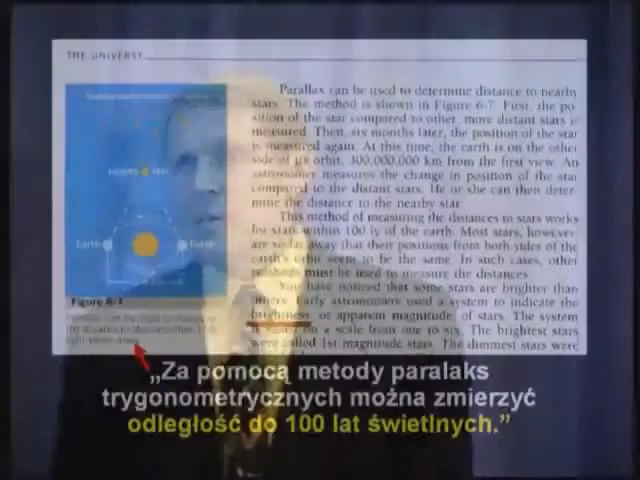 THE UNIVERSE
nearby star
Earth
Earth
Figure 6-7
Parallax can be used to determine distance to nearby
stars. The method is shown in Figure 6-7. First, the po-
sition of the star compared to other, more distant stars is
measured. Then, six months later, the position of the star
is measured again. At this time, the earth is on the other
side of its orbit, 300,000,000 km from the first view. An
astronomer measures the change in position of the star
compared to the distant stars. He or she can then deter-
mine the distance to the nearby star.
This method of measuring the distances to stars works
for stars within 100 ly of the earth. Most stars, however,
are so far away that their positions from both sides of the
earth's orbit seem to be the same. In such cases, other
methods must be used to measure the distances.
You have noticed that some stars are brighter than
others. Early astronomers used a system to indicate the
brightness or apparent magnitude of stars. The system
is based on a scale from one to six. The brightest
were called 1st magnitude stars. The dimmest stars were
„Za pomocą metody paralaks
trygonometrycznych można zmierzyć
odległość do 100 lat świetlnych.”